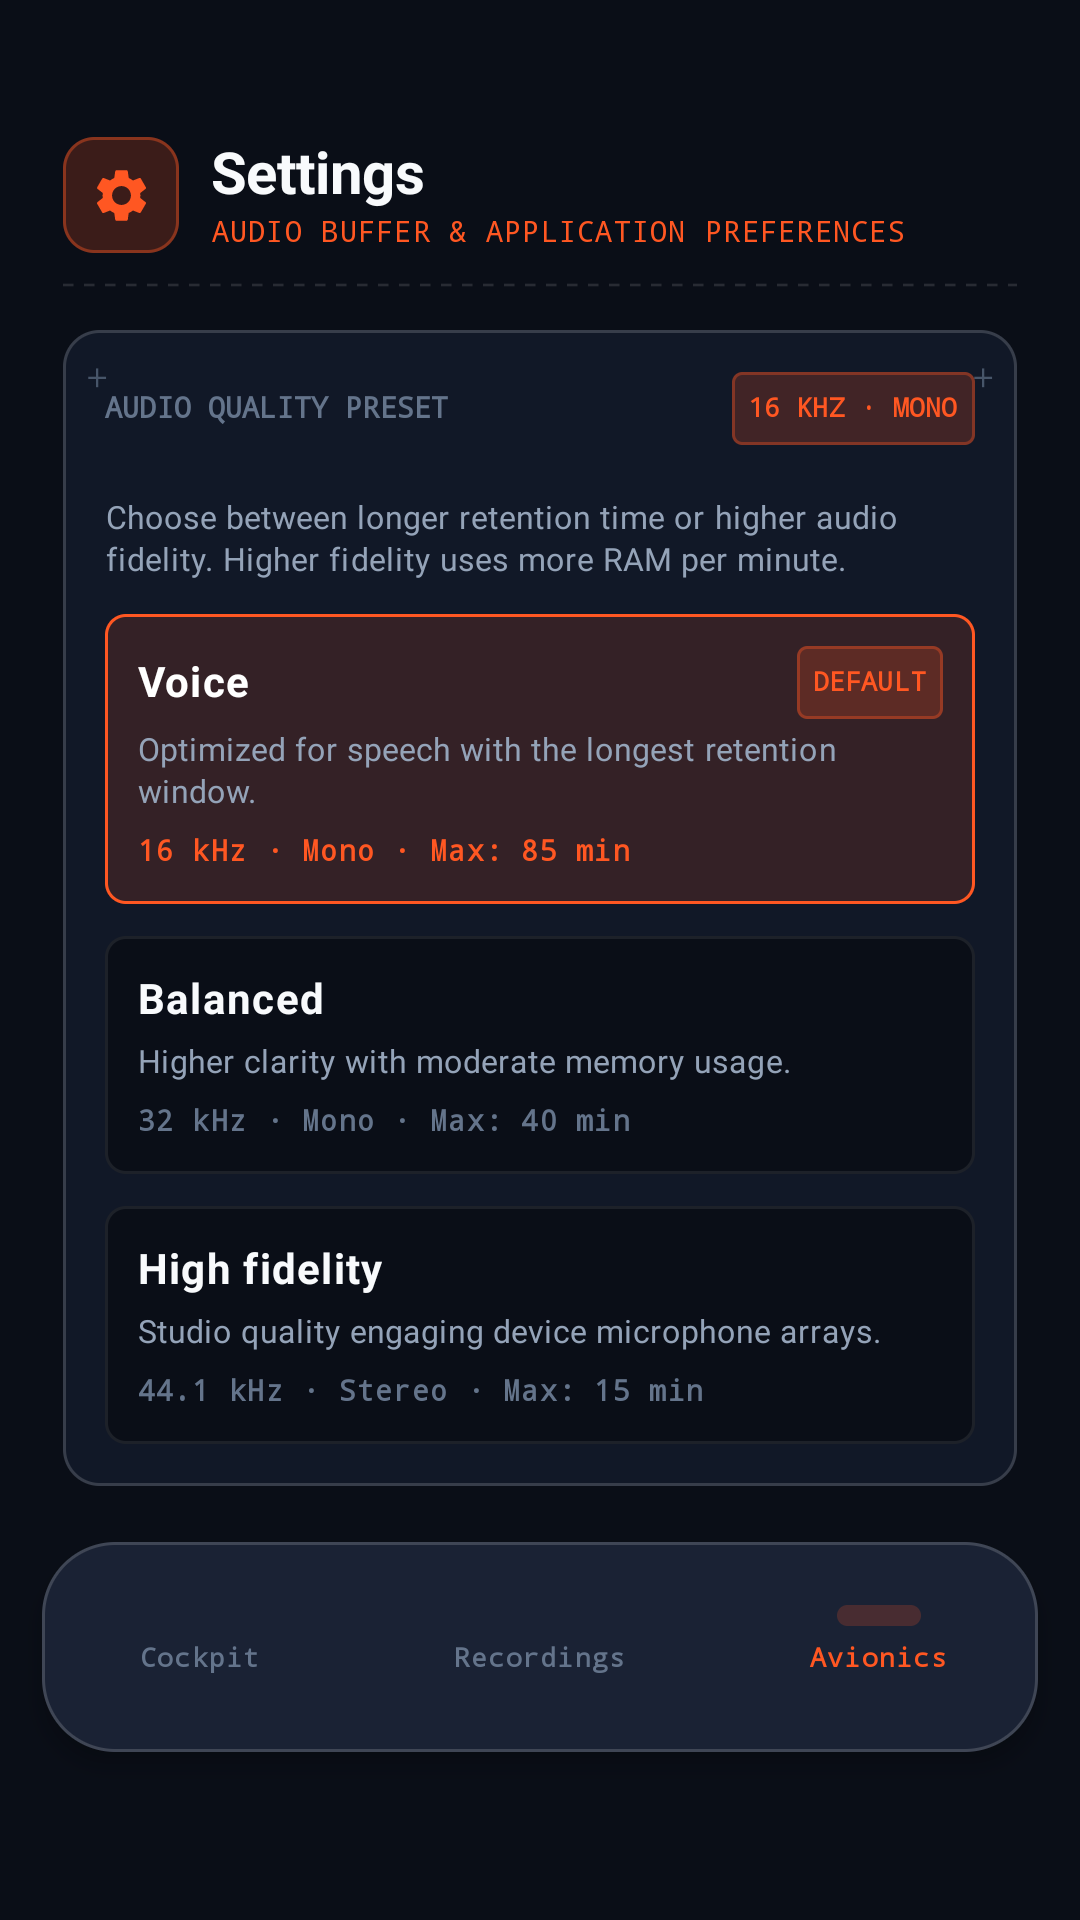 Settings
AUDIO BUFFER & APPLICATION PREFERENCES
AUDIO QUALITY PRESET
16 KHZ · MONO
Choose between longer retention time or higher audio
fidelity. Higher fidelity uses more RAM per minute.
Voice
DEFAULT
Optimized for speech with the longest retention
window.
16 kHz · Mono · Max: 85 min
Balanced
Higher clarity with moderate memory usage.
32 kHz · Mono · Max: 40 min
High fidelity
Studio quality engaging device microphone arrays.
44.1 kHz · Stereo · Max: 15 min
Cockpit
Recordings
Avionics